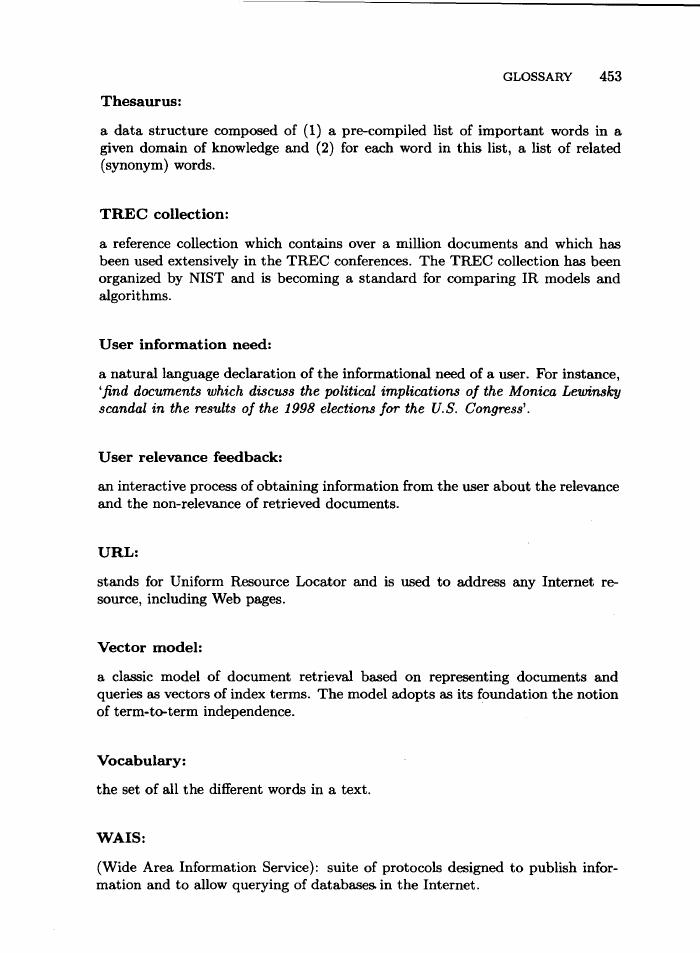 GLOSSARY 453
Thesaurus:
a data structure composed of (1) a pre-compiled list of important words in a
given domain of knowledge and (2) for each word in this list, a list of related
(synonym) words.
TREC collection:
a reference collection which contains over a million documents and which has
been used extensively in the TREC conferences. The TREC collection has been
organized by NIST and is becoming a standard for comparing IR models and
algorithms.
User information need:
a natural language declaration of the informational need of a user. For instance,
‘find documents which discuss the political implications of the Monica Lewinsky
scandal in the results of the 1998 elections for the U.S. Congress’.
User relevance feedback:
an interactive process of obtaining information from the user about the relevance
and the non-relevance of retrieved documents.
URL:
stands for Uniform Resource Locator and is used to address any Internet re-
source, including Web pages.
Vector model:
a classic model of document retrieval based on representing documents and
queries as vectors of index terms. The model adopts as its foundation the notion
of term-to-term independence.
Vocabulary:
the set of all the different words in a text.
WAIS:
(Wide Area Information Service): suite of protocols designed to publish infor-
mation and to allow querying of databases in the Internet.